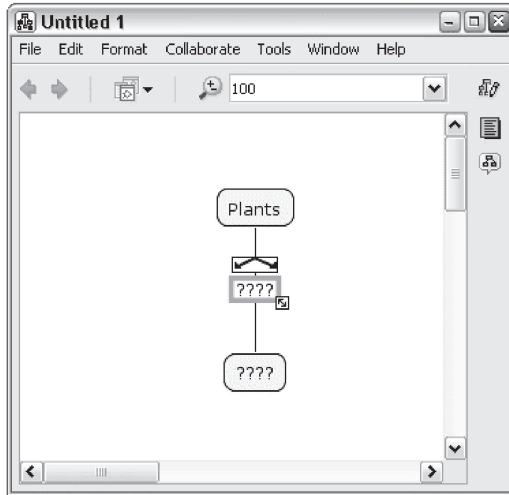 Untitled 1
File Edit Format Collaborate Tools Window Help
100
Plants
????
????